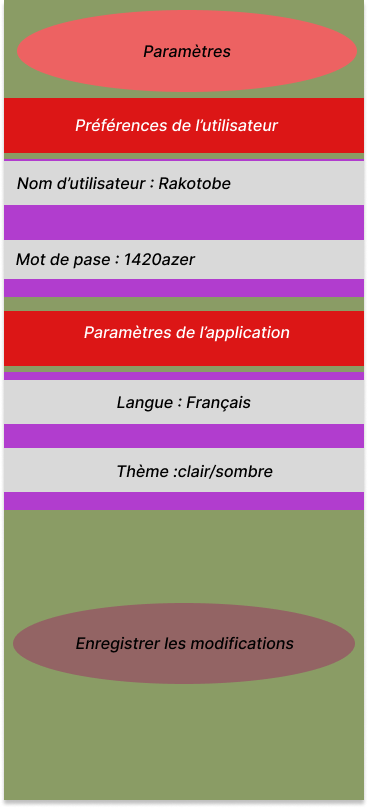 Paramètres
Préférences de l’utilisateur
Nom d’utilisateur : Rakotobe
Mot de pase : 1420azer
Paramètres de l’application
Langue : Français
Thème :clair/sombre
Enregistrer les modifications